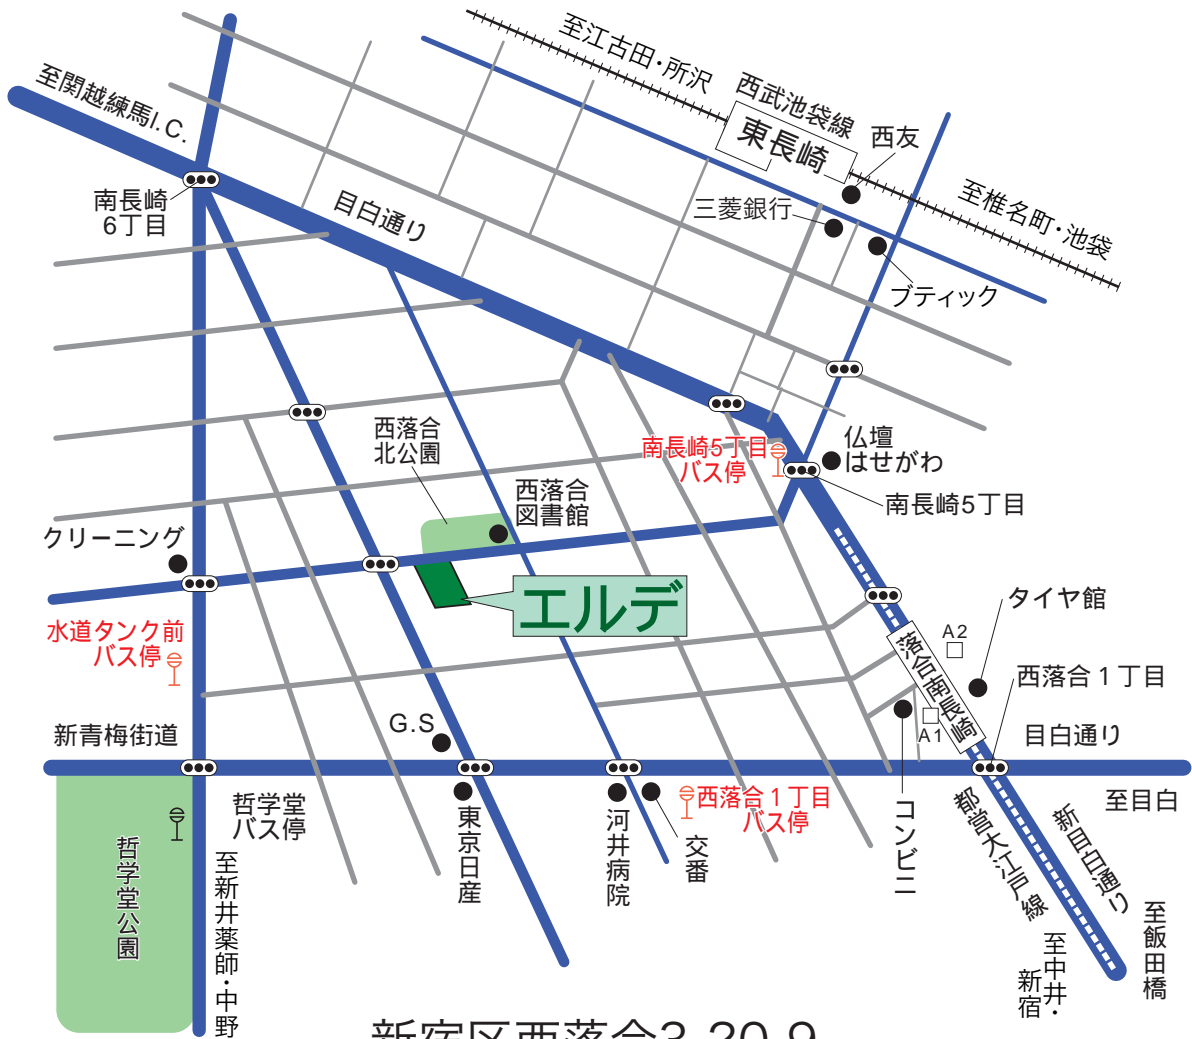 至江古田・所沢
西武池袋線
東長崎
西友
至関越練馬I.C.
三菱銀行
至椎名町・池袋
南長崎
6丁目
目白通り
ブティック
西落合
北公園
南長崎5丁目
バス停
仏壇
はせがわ
西落合
図書館
南長崎5丁目
クリーニング
エルデ
タイヤ館
水道タンク前
バス停
A2
落合南長崎
西落合1丁目
G.S
A1
新青梅街道
目白通り
哲学堂
バス停
西落合1丁目
バス停
至目白
東京日産
河井病院
交番
コンビニ
都営大江戸線
新目白通り
哲学堂公園
至新井薬師・中野
至中井・
新宿
至飯田橋
新宿区西落合3-20-9